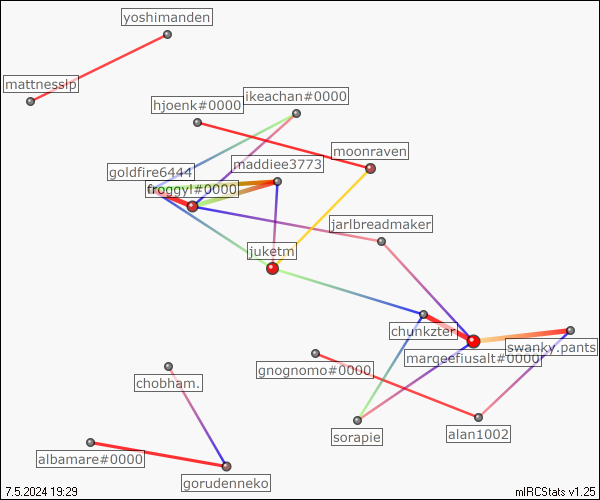 yoshimanden
mattnesslp
ikeachan#0000
hjoenk#0000
moonraven
maddiee3773
goldfire6444
froggyl#0000
jarlbreadmaker
juketm
chunkzter
swanky.pants
marqeefiusalt#0000
gnognomo#0000
chobham.
sorapie
alan1002
albamare#0000
gorudenneko
7.5.2024 19:29
mIRCStats v1.25